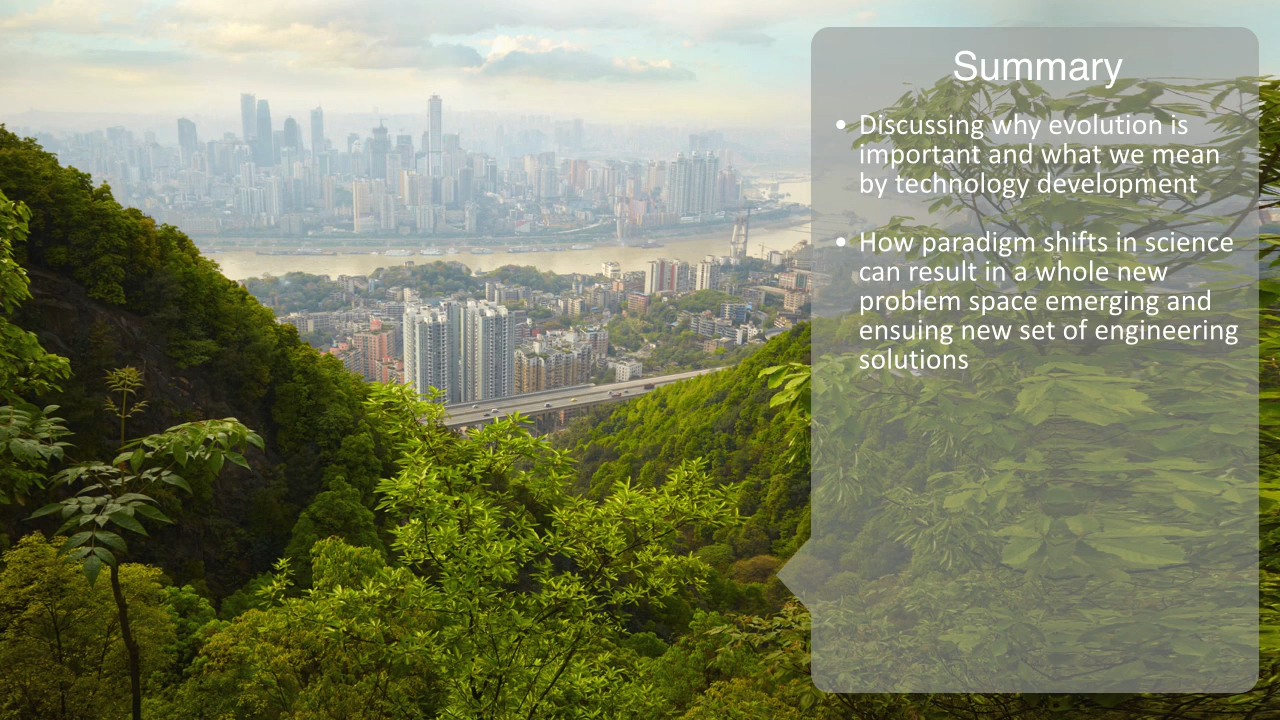 Summary
• Discussing why evolution is
important and what we mean
by technology development
• How paradigm shifts in science
can result in a whole new
problem space emerging and
ensuing new set of engineering
solutions